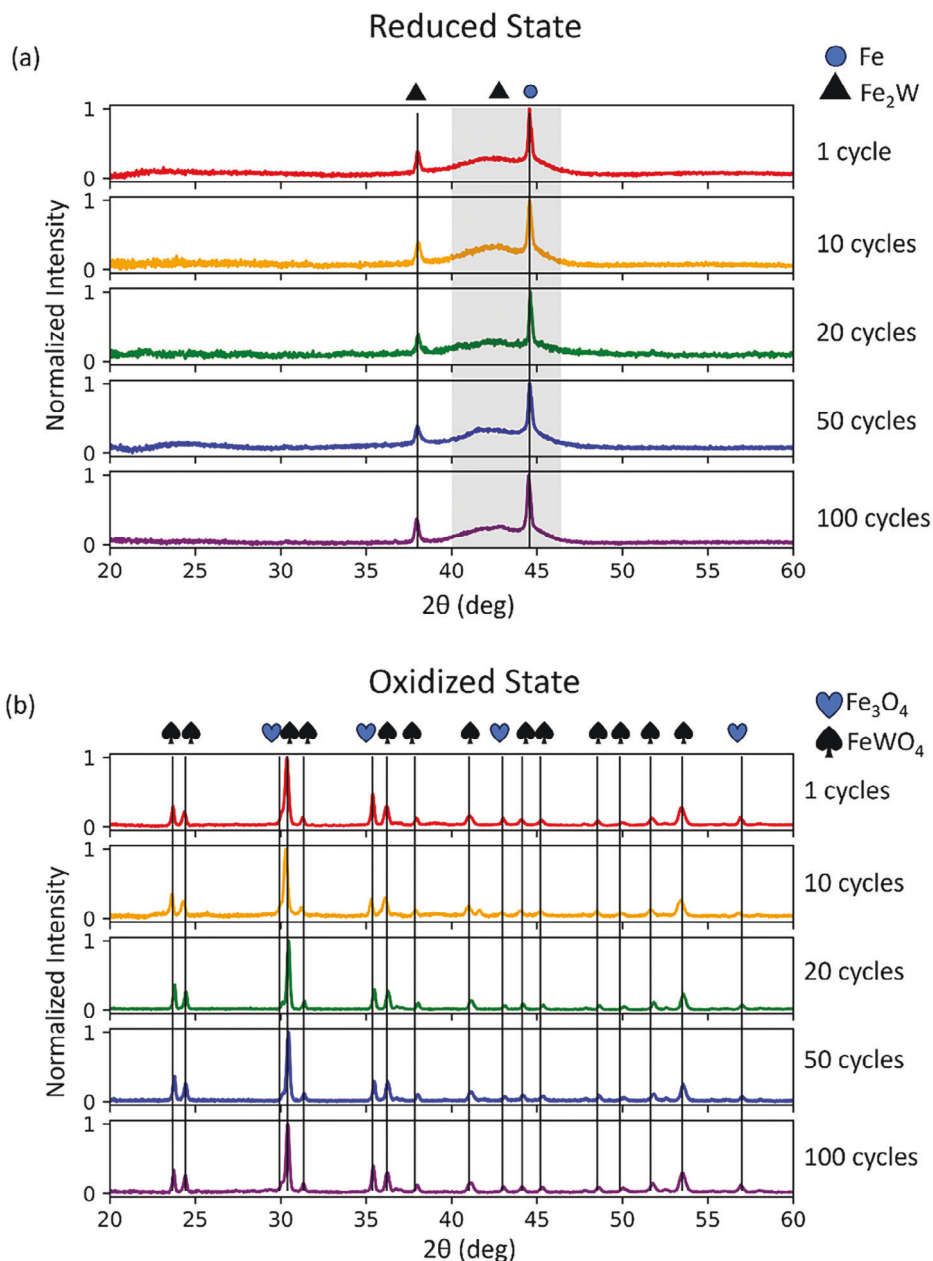 Reduced State
(a)
Fe
Fe₂W
1 cycle
10 cycles
20 cycles
50 cycles
100 cycles
Normalized Intensity
1
0
1
0
1
0
1
0
1
0
20 25 30 35 40 45 50 55 60
2θ (deg)
Oxidized State
(b)
Fe₃O₄
FeWO₄
1 cycles
10 cycles
20 cycles
50 cycles
100 cycles
Normalized Intensity
1
0
1
0
1
0
1
0
1
0
20 25 30 35 40 45 50 55 60
2θ (deg)